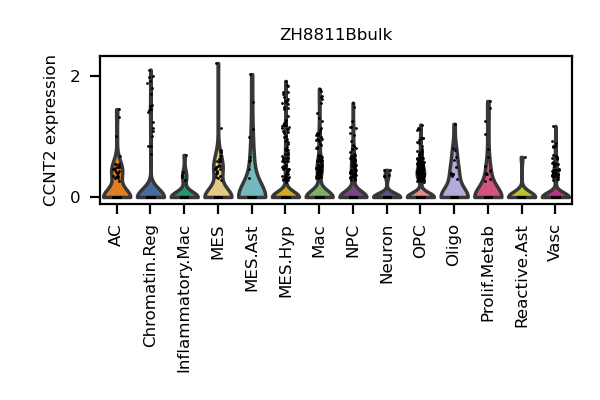 ZH8811Bbulk
CCNT2 expression
2
0
AC
Chromatin.Reg
Inflammatory.Mac
MES
MES.Ast
MES.Hyp
Mac
NPC
Neuron
OPC
Oligo
Prolif.Metab
Reactive.Ast
Vasc